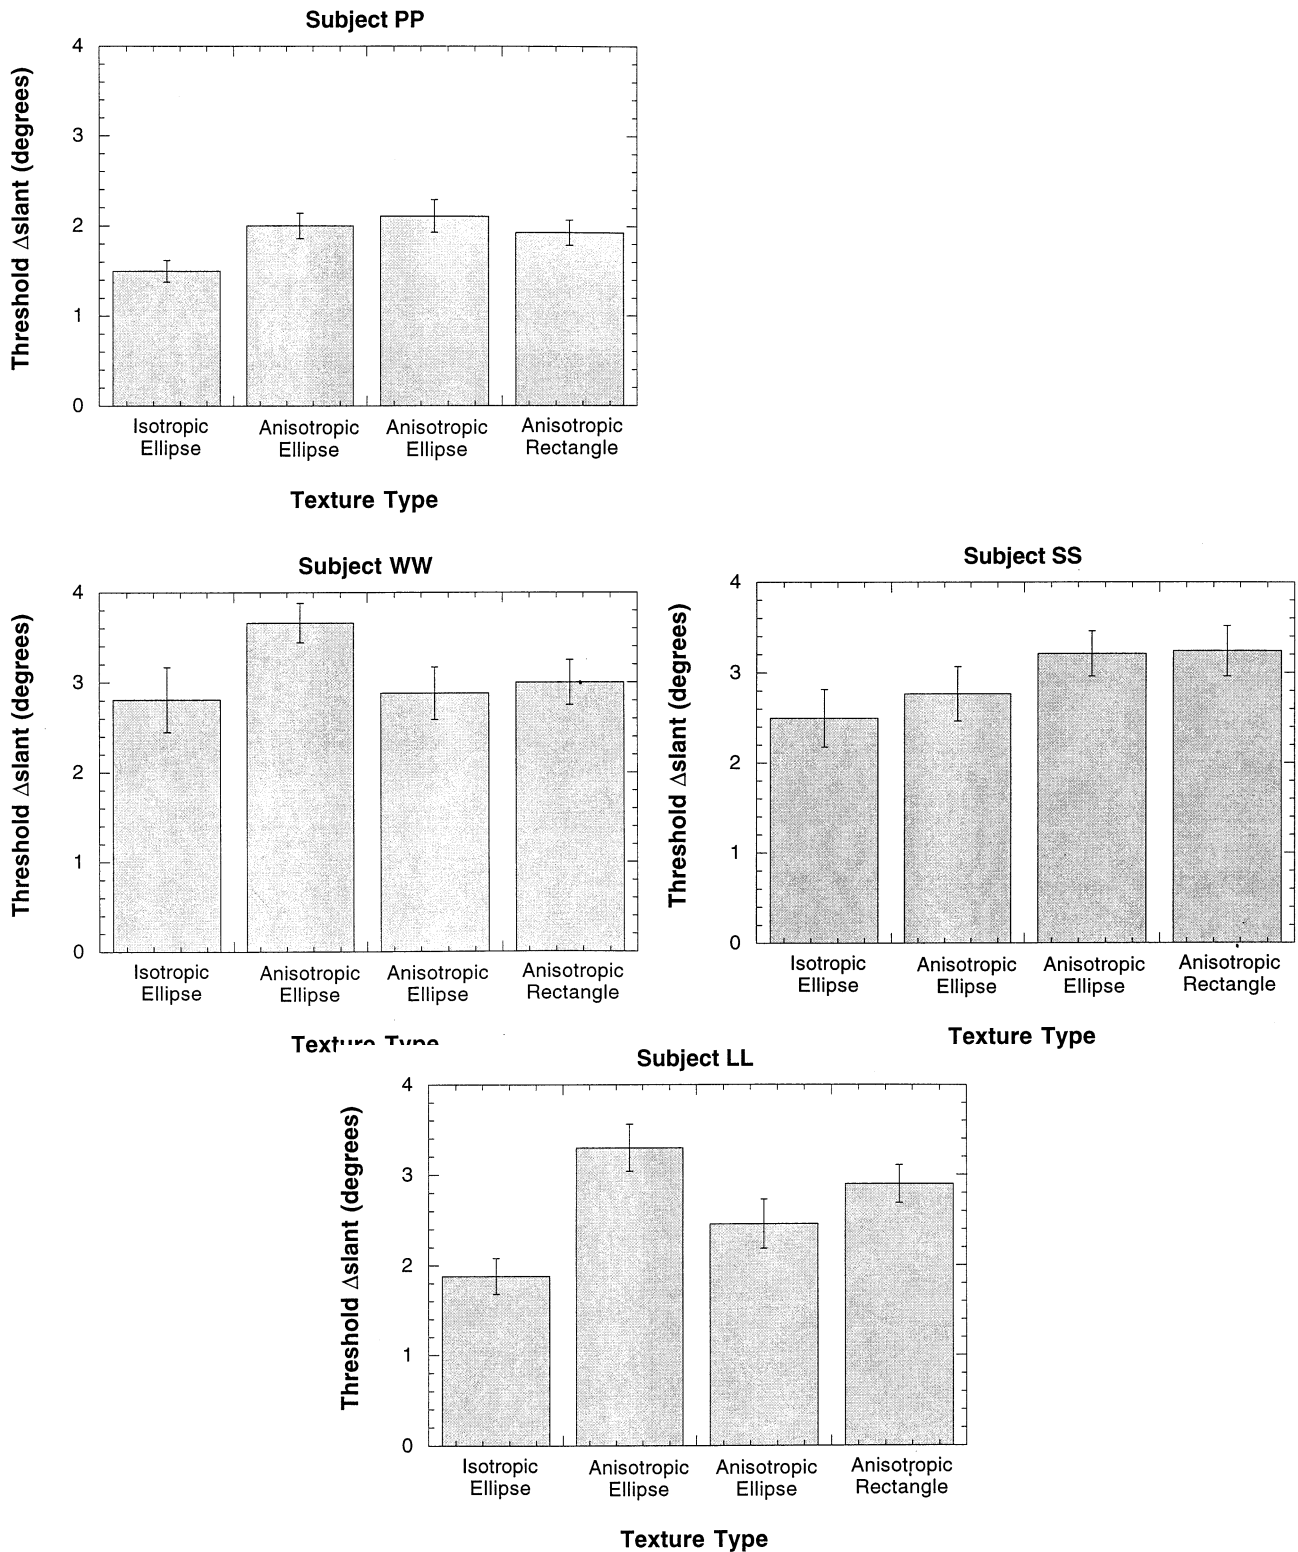 Subject PP
Threshold Δslant (degrees)
4
3
2
1
0
Isotropic Ellipse
Anisotropic Ellipse
Anisotropic Ellipse
Anisotropic Rectangle
Texture Type
Subject WW
Threshold Δslant (degrees)
4
3
2
1
0
Isotropic Ellipse
Anisotropic Ellipse
Anisotropic Ellipse
Anisotropic Rectangle
Texture Type
Subject SS
Threshold Δslant (degrees)
4
3
2
1
0
Isotropic Ellipse
Anisotropic Ellipse
Anisotropic Ellipse
Anisotropic Rectangle
Texture Type
Subject LL
Threshold Δslant (degrees)
4
3
2
1
0
Isotropic Ellipse
Anisotropic Ellipse
Anisotropic Ellipse
Anisotropic Rectangle
Texture Type